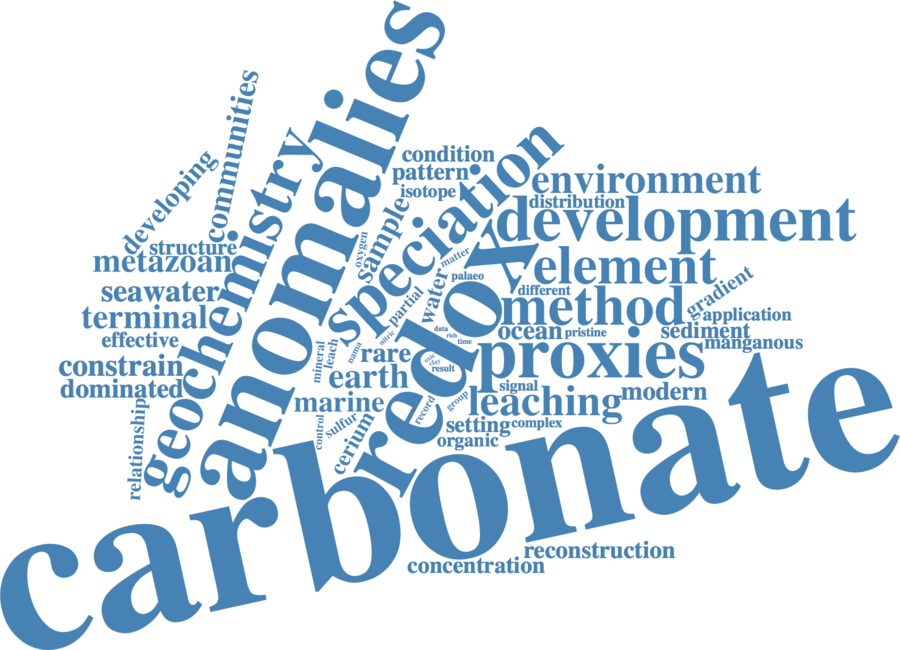 anomalies
communities
geochemistry
developing
condition
pattern
isotope
speciation
environment
distribution
development
structure
metazoan
sample
oxygen
matter
redox
palaeo
element
different
gradient
seawater
terminal
effective
partial
water
method
application
sediment
manganous
ocean
pristine
nitric
data
rich
time
constrain
dominated
mineral
leach
nama
rare
earth
oxic
clay
result
proxies
signal
modern
marine
leaching
relationship
control
sulfur
cerium
record
group
setting
complex
organic
carbonate
reconstruction
concentration